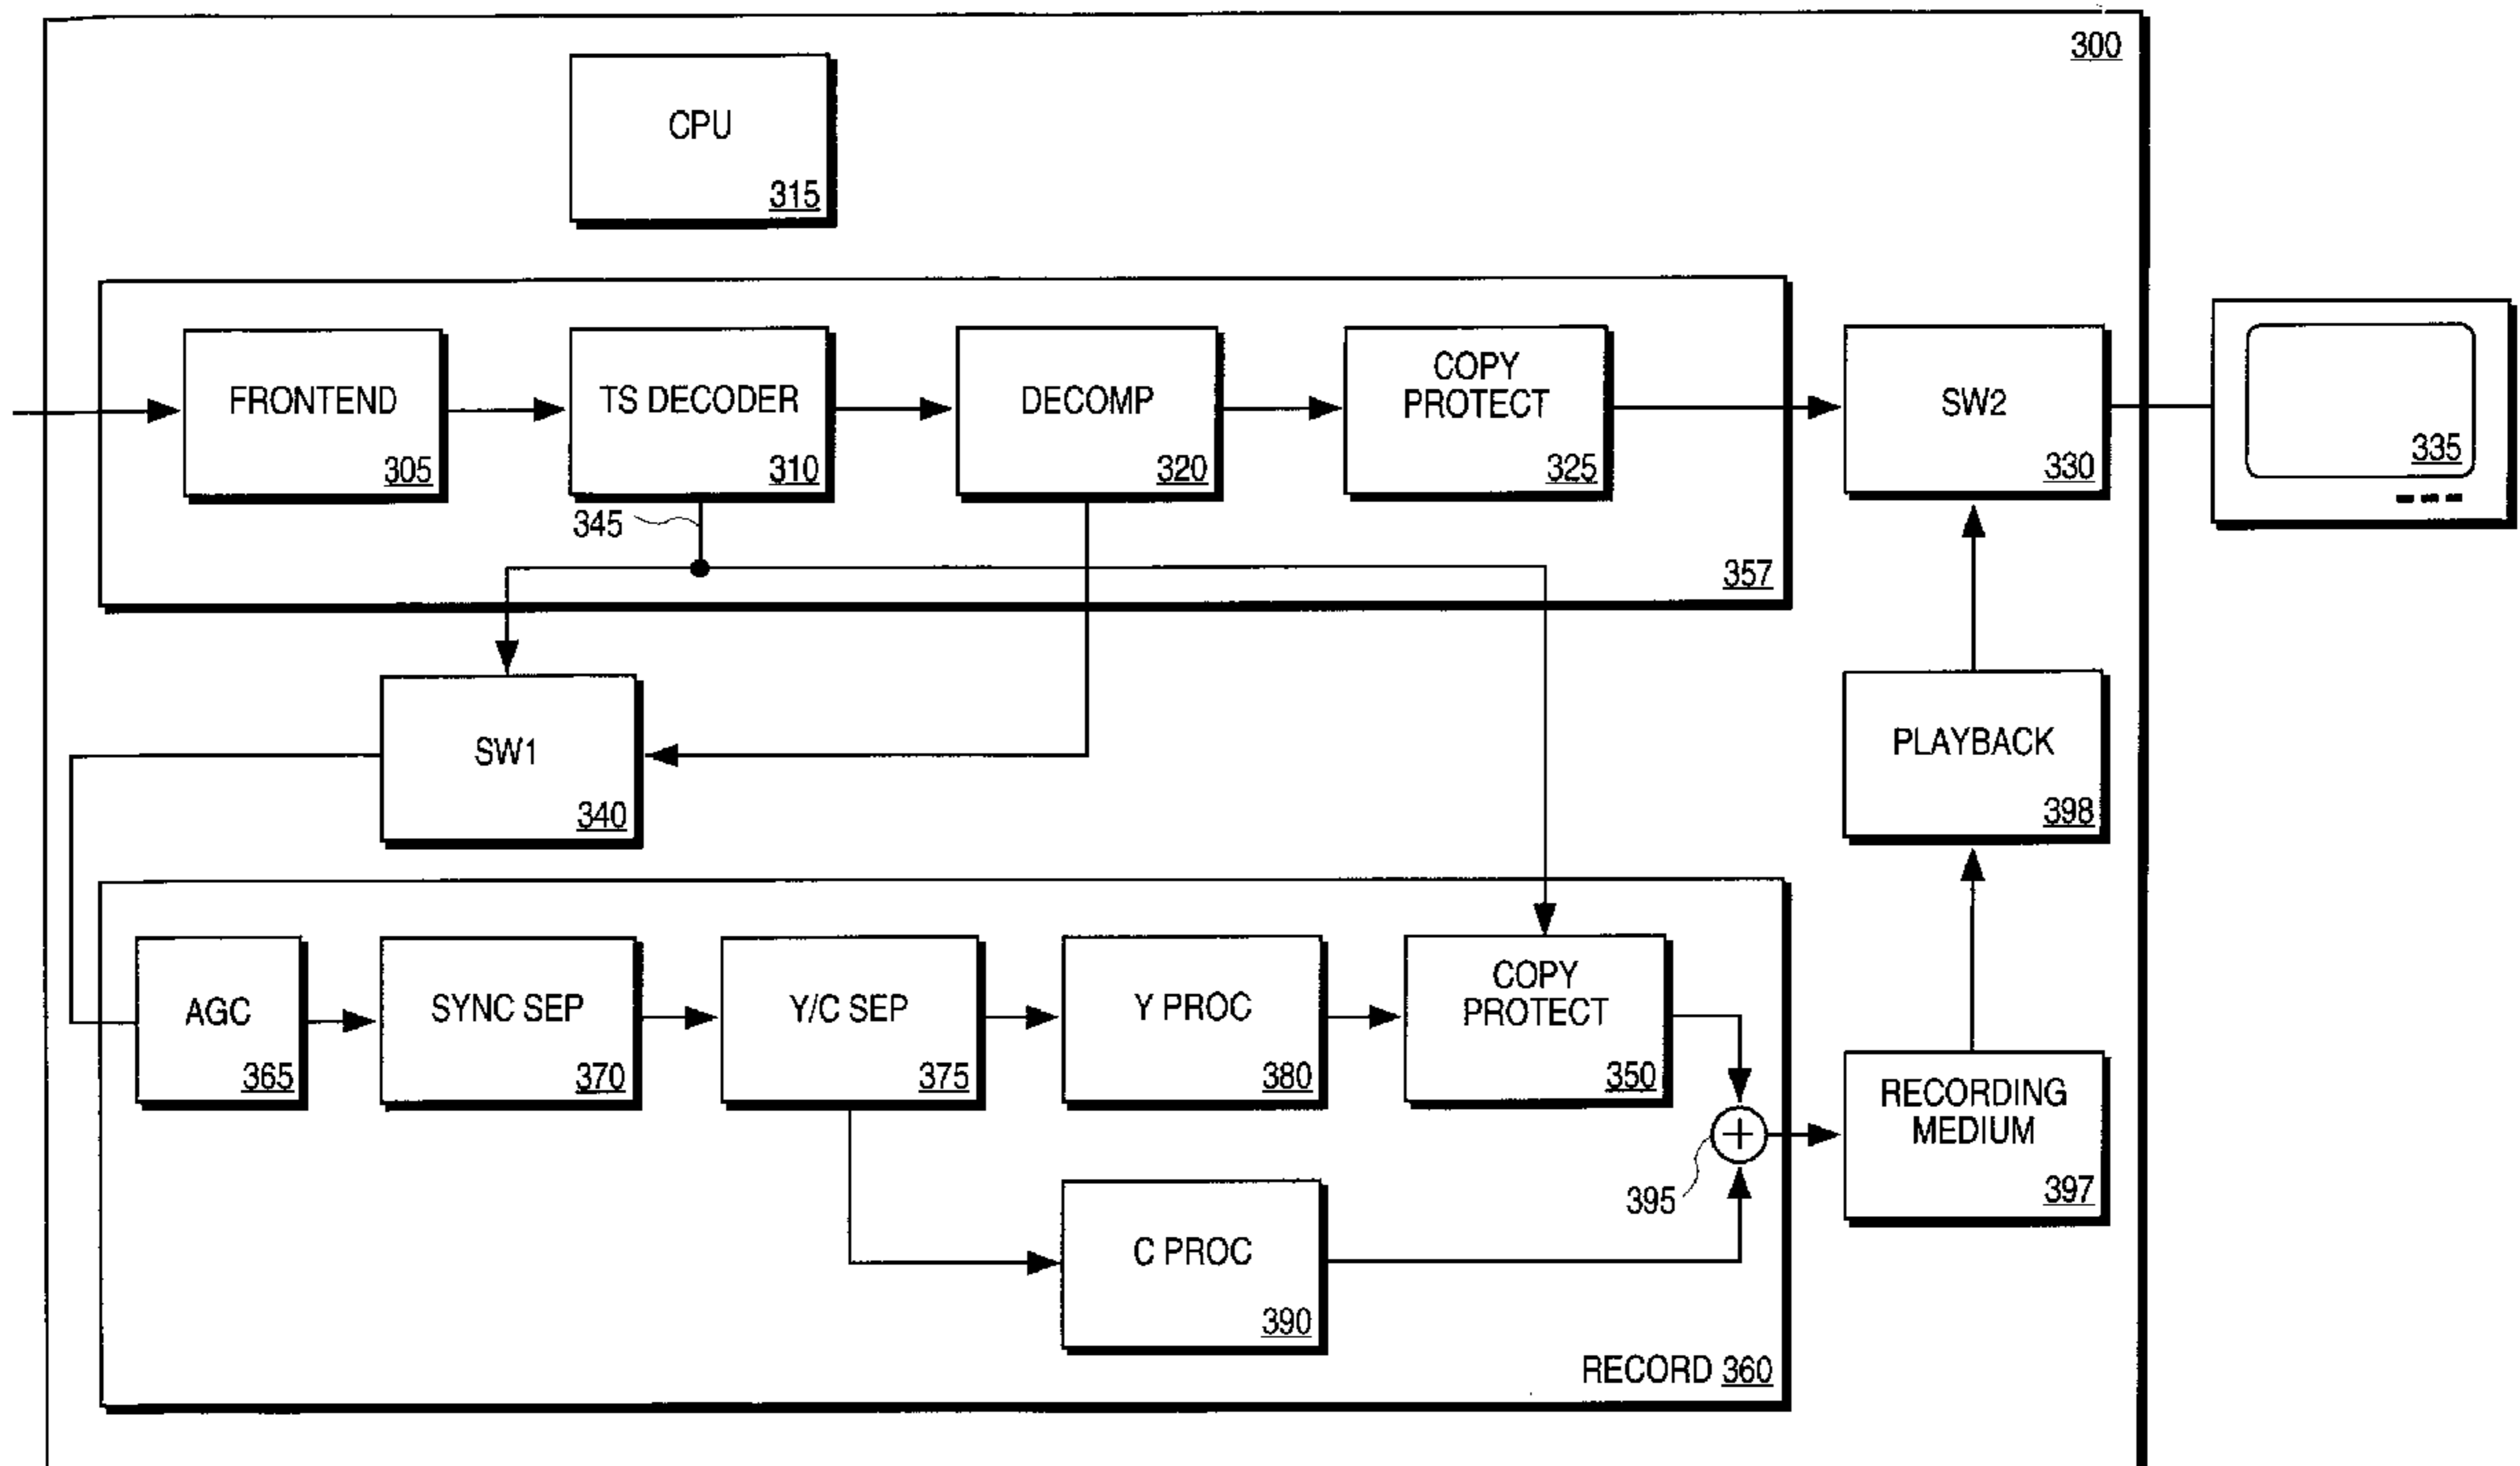 300
CPU
315
FRONTEND
305
TS DECODER
310
DECOMP
320
COPY
PROTECT
325
SW2
330
335
345
357
SW1
340
PLAYBACK
398
AGC
365
SYNC SEP
370
Y/C SEP
375
Y PROC
380
COPY
PROTECT
350
RECORDING
MEDIUM
397
+
395
C PROC
390
RECORD 360